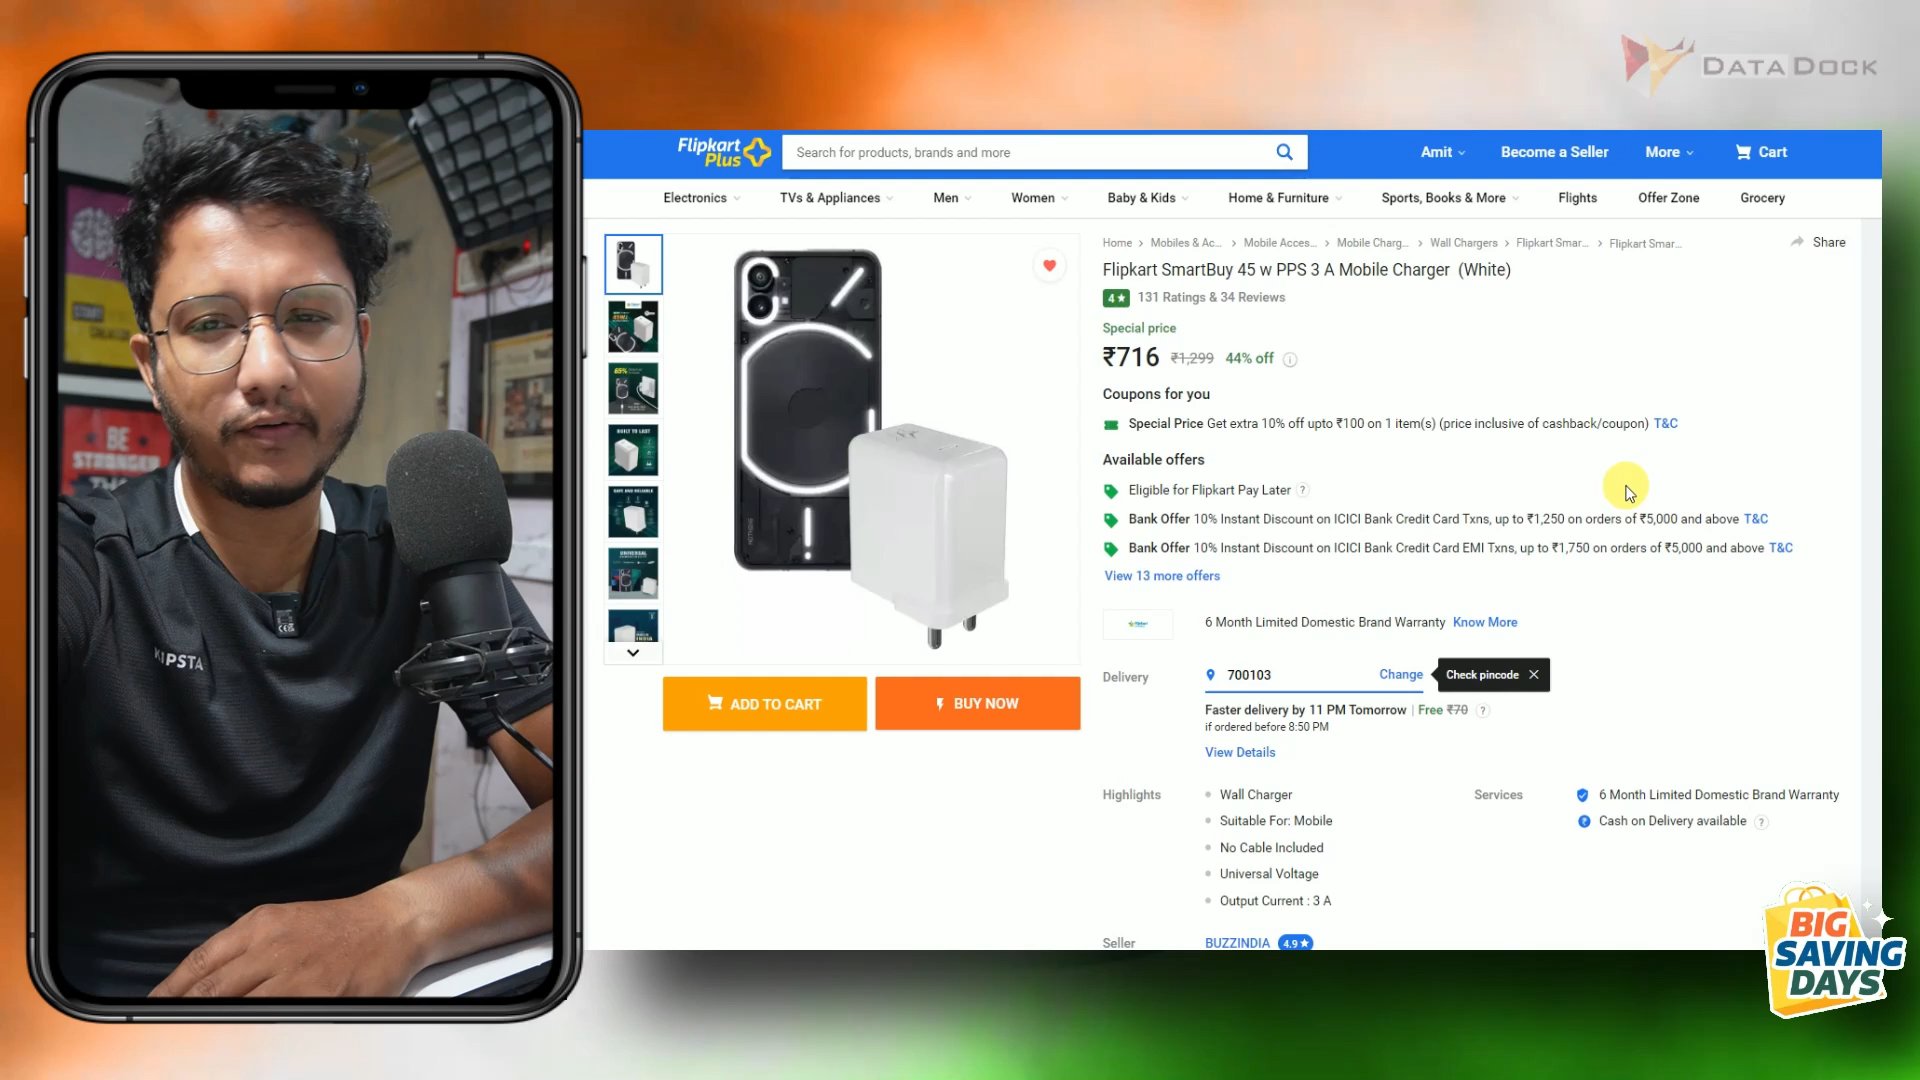 DATA DOCK
Flipkart
Plus
Search for products, brands and more
Amit
Become a Seller
More
Cart
Electronics
TVs & Appliances
Men
Women
Baby & Kids
Home & Furniture
Sports, Books & More
Flights
Offer Zone
Grocery
Home > Mobiles & Ac... > Mobile Acces... > Mobile Charg... > Wall Chargers > Flipkart Smar... > Flipkart Smar...
Share
Flipkart SmartBuy 45 w PPS 3 A Mobile Charger (White)
4★ 131 Ratings & 34 Reviews
Special price
₹716 ₹1,299 44% off
Coupons for you
Special Price Get extra 10% off upto ₹100 on 1 item(s) (price inclusive of cashback/coupon) T&C
Available offers
Eligible for Flipkart Pay Later ?
Bank Offer 10% Instant Discount on ICICI Bank Credit Card Txns, up to ₹1,250 on orders of ₹5,000 and above T&C
Bank Offer 10% Instant Discount on ICICI Bank Credit Card EMI Txns, up to ₹1,750 on orders of ₹5,000 and above T&C
View 13 more offers
6 Month Limited Domestic Brand Warranty Know More
Delivery
700103
Change
Check pincode ✕
Faster delivery by 11 PM Tomorrow | Free ₹70 ?
if ordered before 8:50 PM
View Details
Highlights
Wall Charger
Suitable For: Mobile
No Cable Included
Universal Voltage
Output Current : 3 A
Services
6 Month Limited Domestic Brand Warranty
Cash on Delivery available ?
Seller
BUZZINDIA 4.9★
ADD TO CART
BUY NOW
65%
BUILT TO LAST
SAFE AND RELIABLE
UNIVERSAL
BE
STRONGER
KIPSTA
BIG
SAVING
DAYS